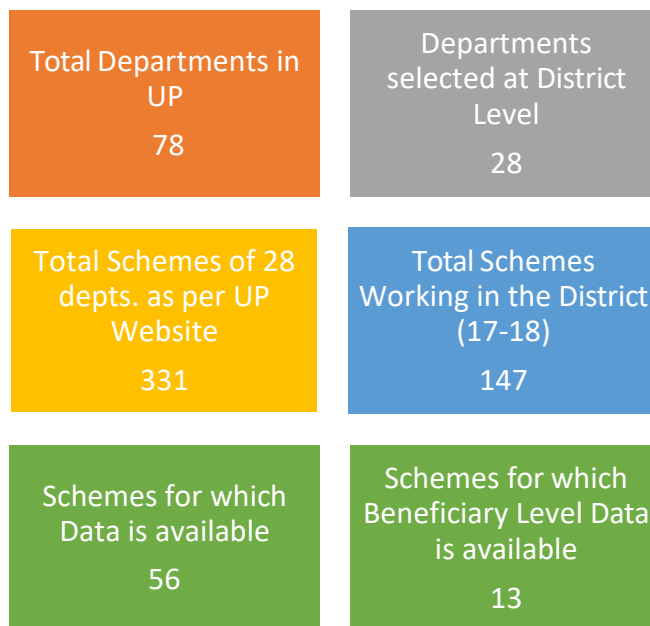 Total Departments in
UP
78
Departments
selected at District
Level
28
Total Schemes of 28
depts. as per UP
Website
331
Total Schemes
Working in the District
(17-18)
147
Schemes for which
Data is available
56
Schemes for which
Beneficiary Level Data
is available
13